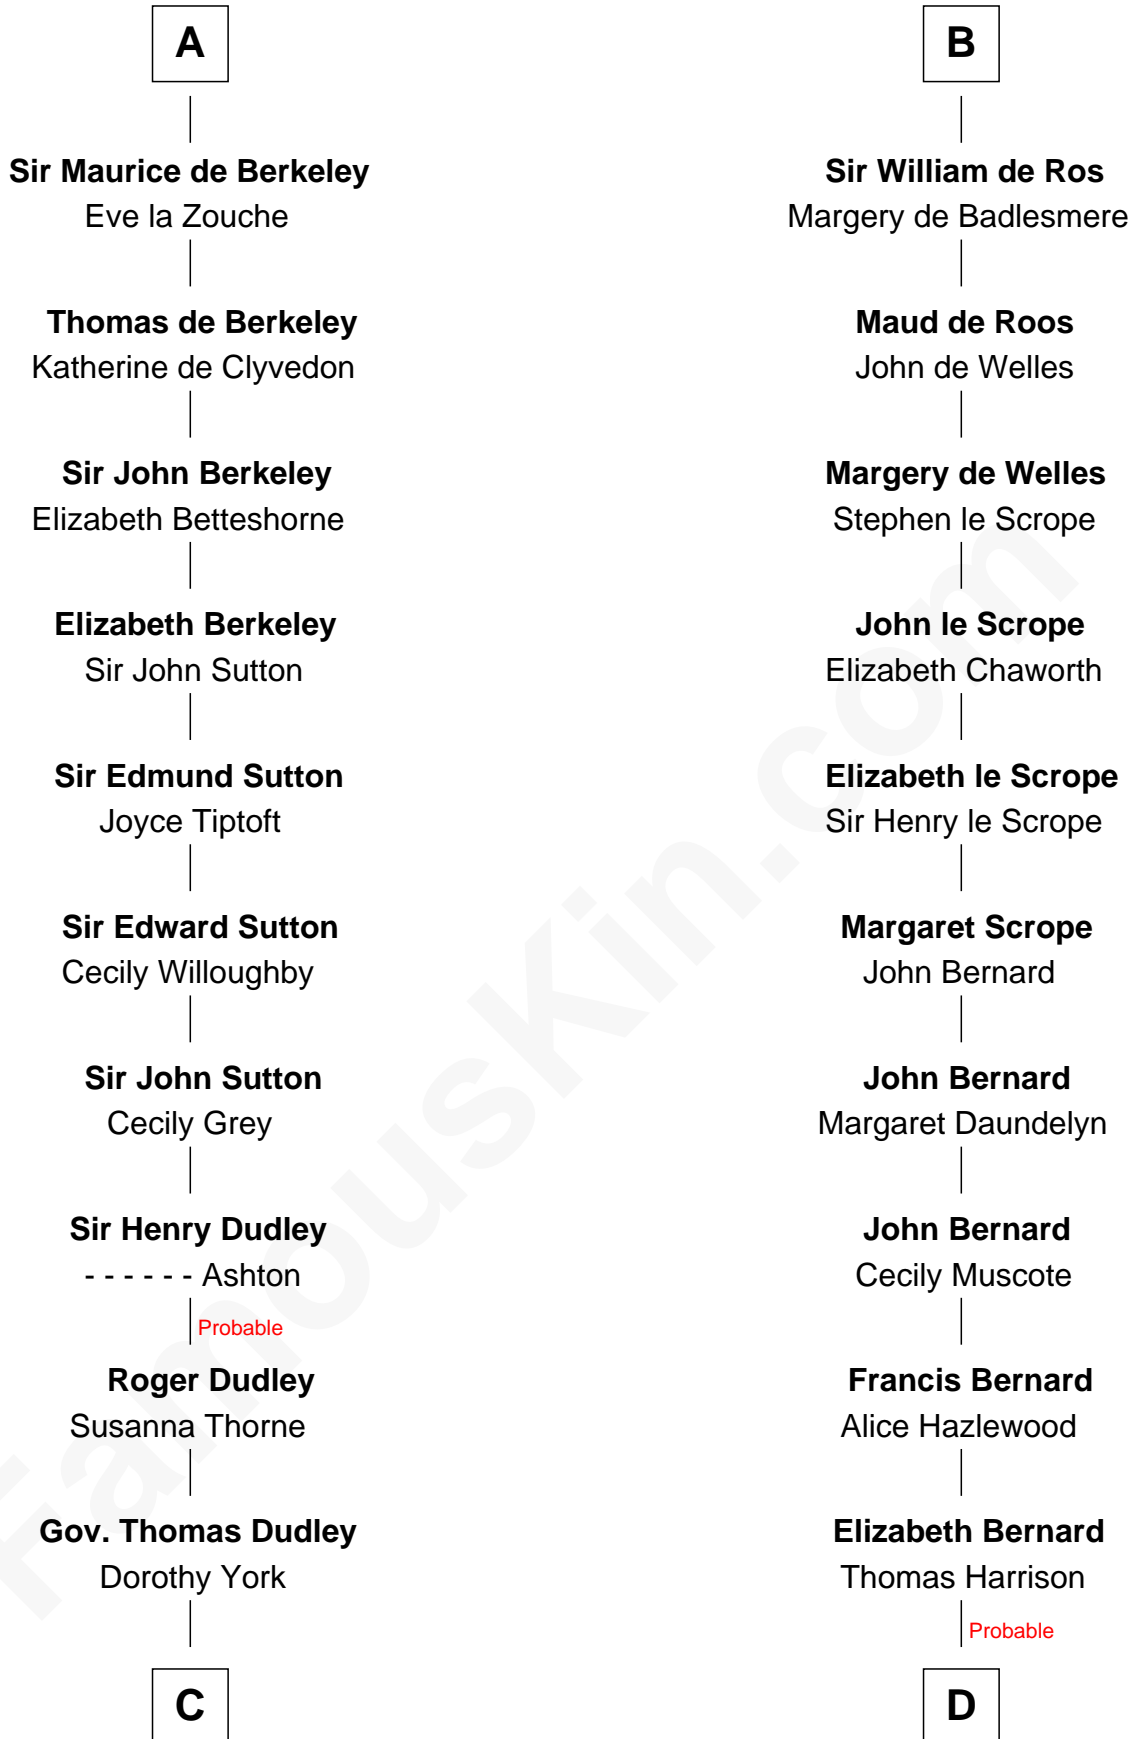 A
Sir Maurice de Berkeley
Eve la Zouche
Thomas de Berkeley
Katherine de Clyvedon
Sir John Berkeley
Elizabeth Betteshorne
Elizabeth Berkeley
Sir John Sutton
Sir Edmund Sutton
Joyce Tiptoft
Sir Edward Sutton
Cecily Willoughby
Sir John Sutton
Cecily Grey
Sir Henry Dudley
- - - - - - Ashton
Probable
Roger Dudley
Susanna Thorne
Gov. Thomas Dudley
Dorothy York
C
B
Sir William de Ros
Margery de Badlesmere
Maud de Roos
John de Welles
Margery de Welles
Stephen le Scrope
John le Scrope
Elizabeth Chaworth
Elizabeth le Scrope
Sir Henry le Scrope
Margaret Scrope
John Bernard
John Bernard
Margaret Daundelyn
John Bernard
Cecily Muscote
Francis Bernard
Alice Hazlewood
Elizabeth Bernard
Thomas Harrison
Probable
D
FamousKin.com